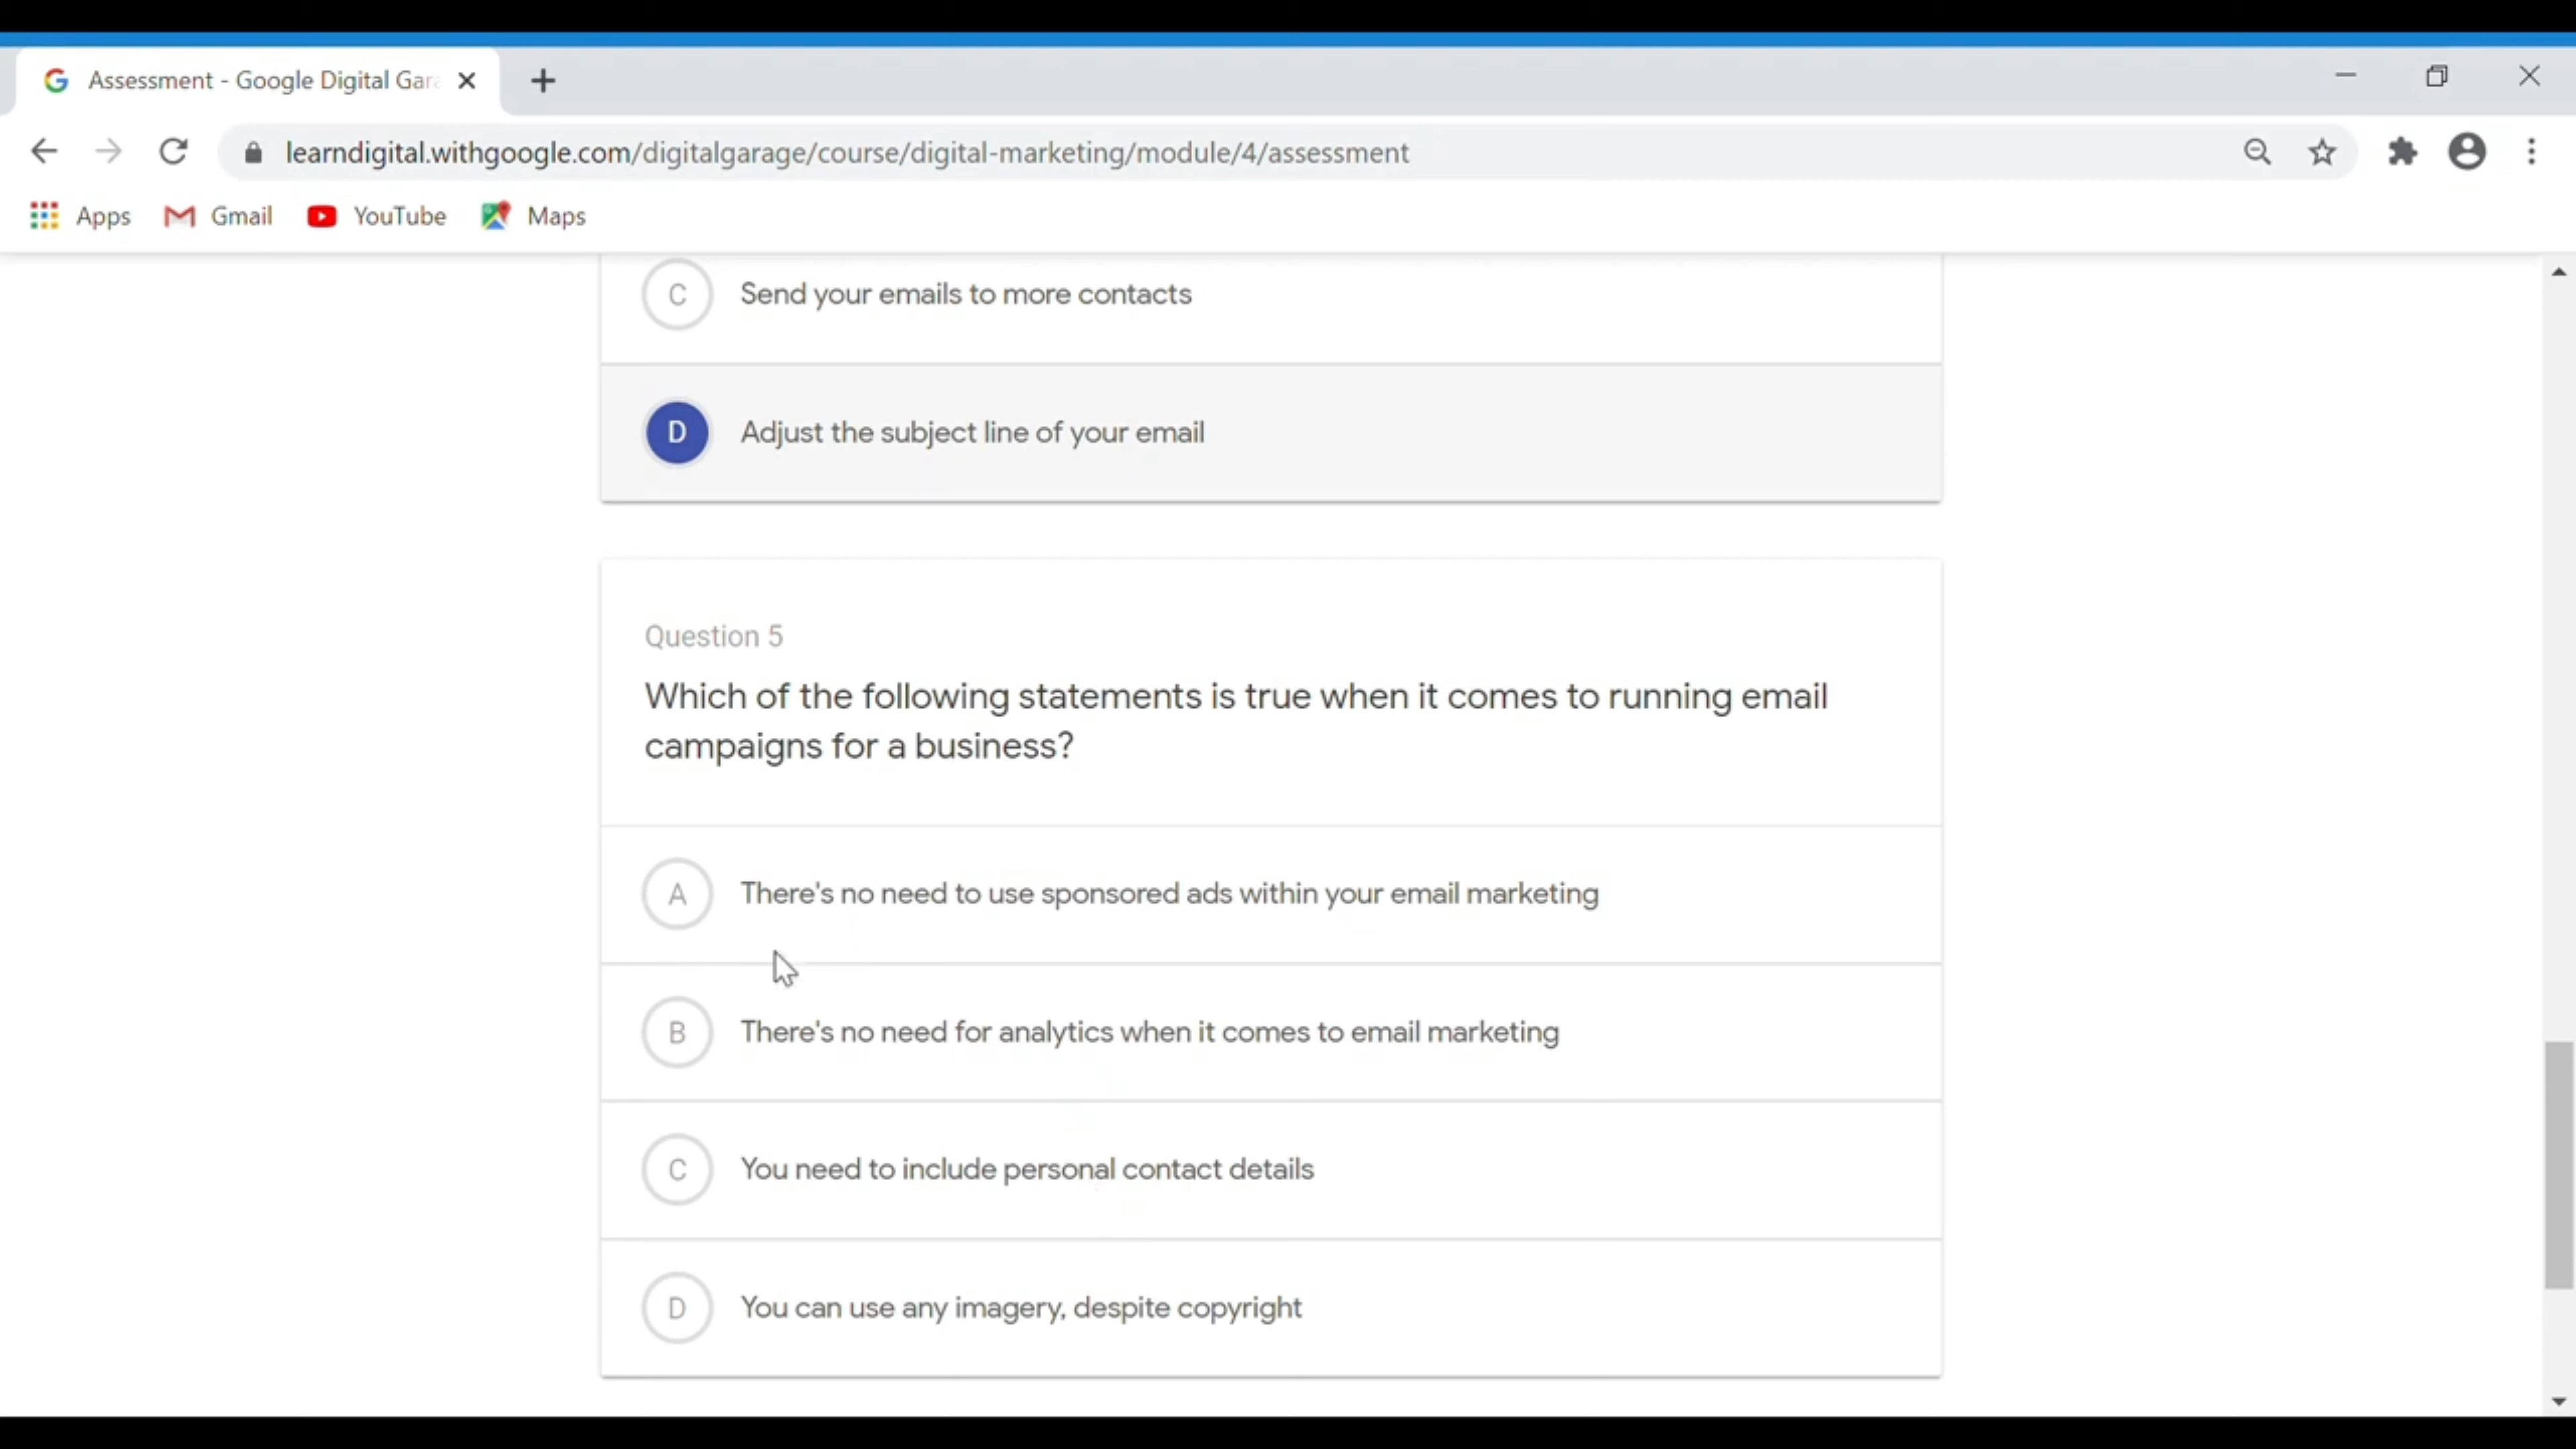 Assessment - Google Digital Gar
learndigital.withgoogle.com/digitalgarage/course/digital-marketing/module/4/assessment
Apps Gmail YouTube Maps
C Send your emails to more contacts
D Adjust the subject line of your email
Question 5
Which of the following statements is true when it comes to running email
campaigns for a business?
A There's no need to use sponsored ads within your email marketing
B There's no need for analytics when it comes to email marketing
C You need to include personal contact details
D You can use any imagery, despite copyright